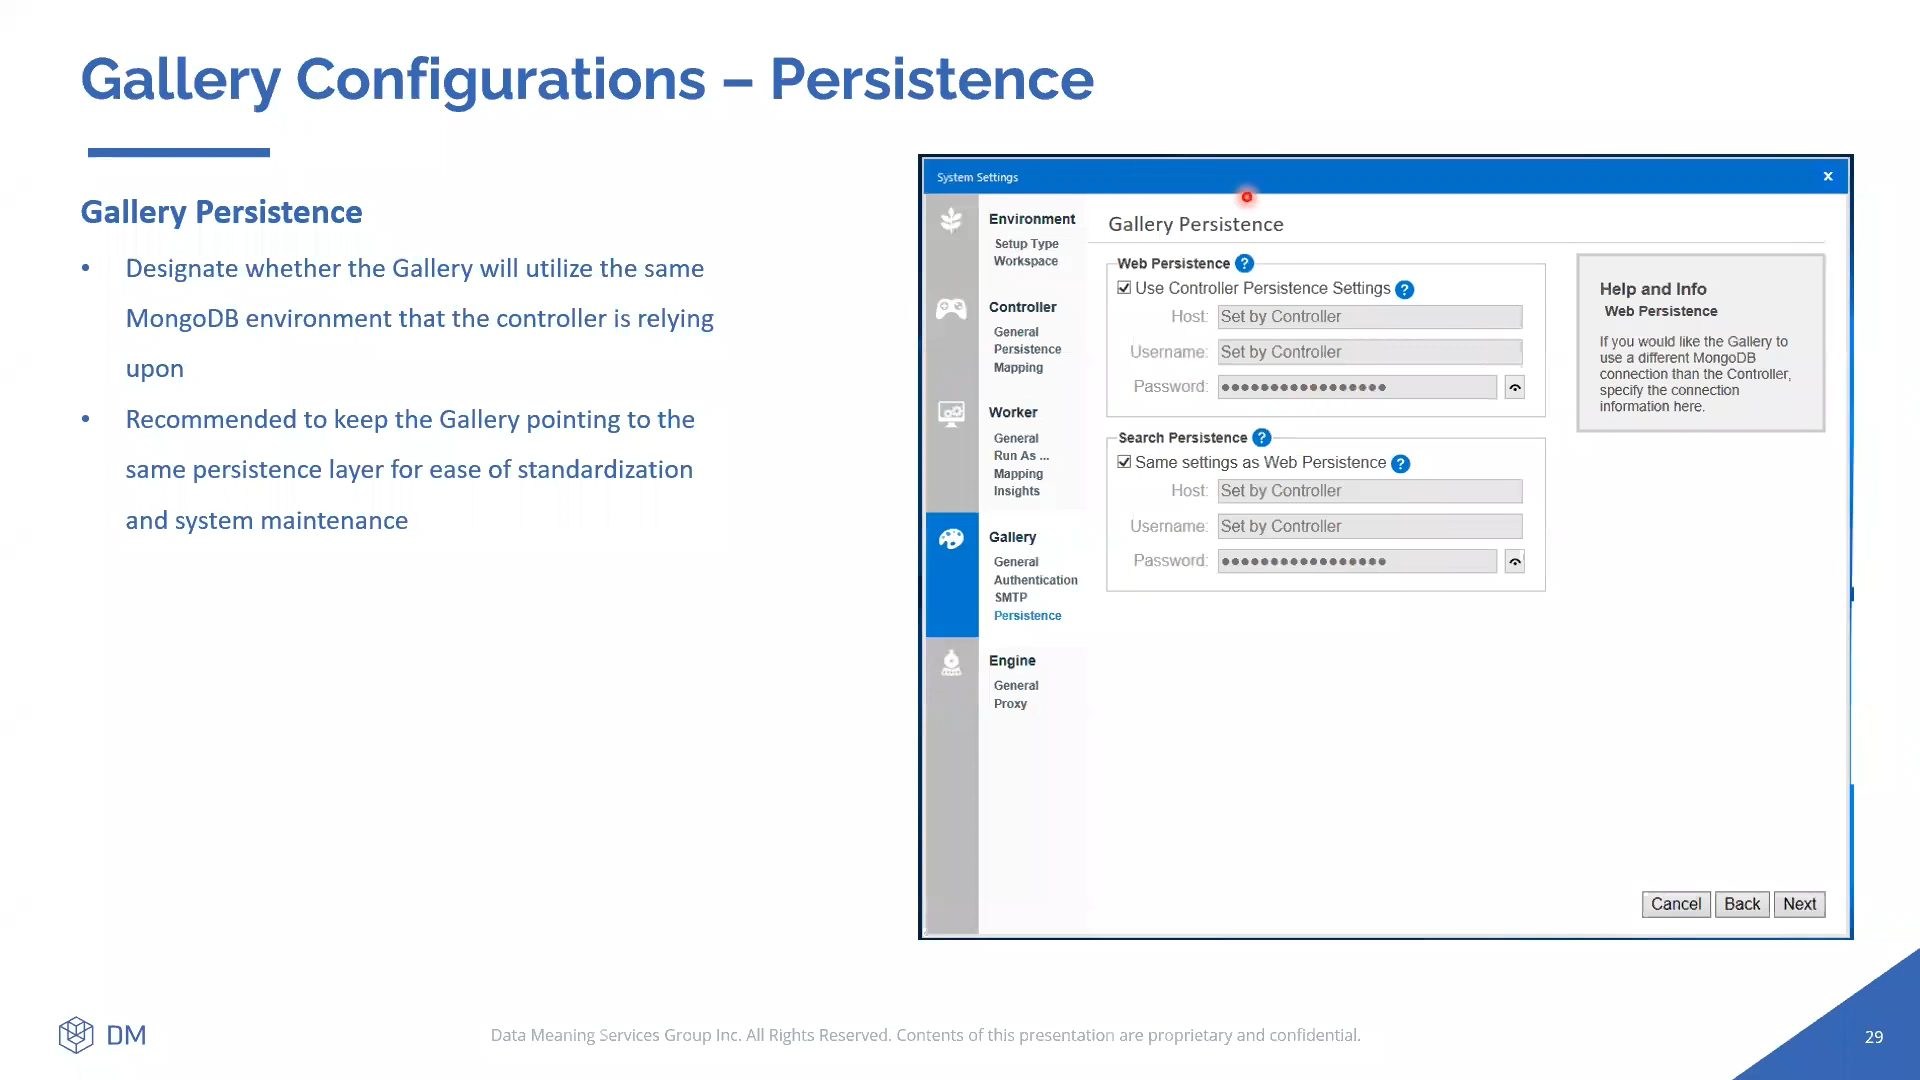 Gallery Configurations – Persistence
Gallery Persistence
• Designate whether the Gallery will utilize the same
MongoDB environment that the controller is relying
upon
• Recommended to keep the Gallery pointing to the
same persistence layer for ease of standardization
and system maintenance
System Settings
x
Environment
Setup Type
Workspace
Controller
General
Persistence
Mapping
Worker
General
Run As ...
Mapping
Insights
Gallery
General
Authentication
SMTP
Persistence
Engine
General
Proxy
Gallery Persistence
Web Persistence ?
Use Controller Persistence Settings ?
Host: Set by Controller
Username: Set by Controller
Password: ●●●●●●●●●●●●●●●●●
Search Persistence ?
Same settings as Web Persistence ?
Host: Set by Controller
Username: Set by Controller
Password: ●●●●●●●●●●●●●●●●●
Help and Info
Web Persistence
If you would like the Gallery to
use a different MongoDB
connection than the Controller,
specify the connection
information here.
Cancel Back Next
DM
Data Meaning Services Group Inc. All Rights Reserved. Contents of this presentation are proprietary and confidential.
29